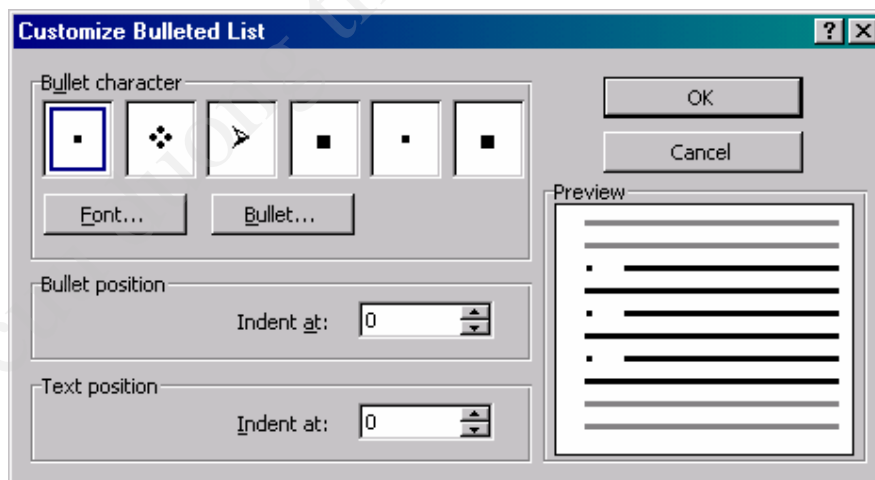 Customize Bulleted List
Bullet character
OK
Cancel
Font...
Bullet...
Preview
Bullet position
Indent at:
0
Text position
Indent at:
0